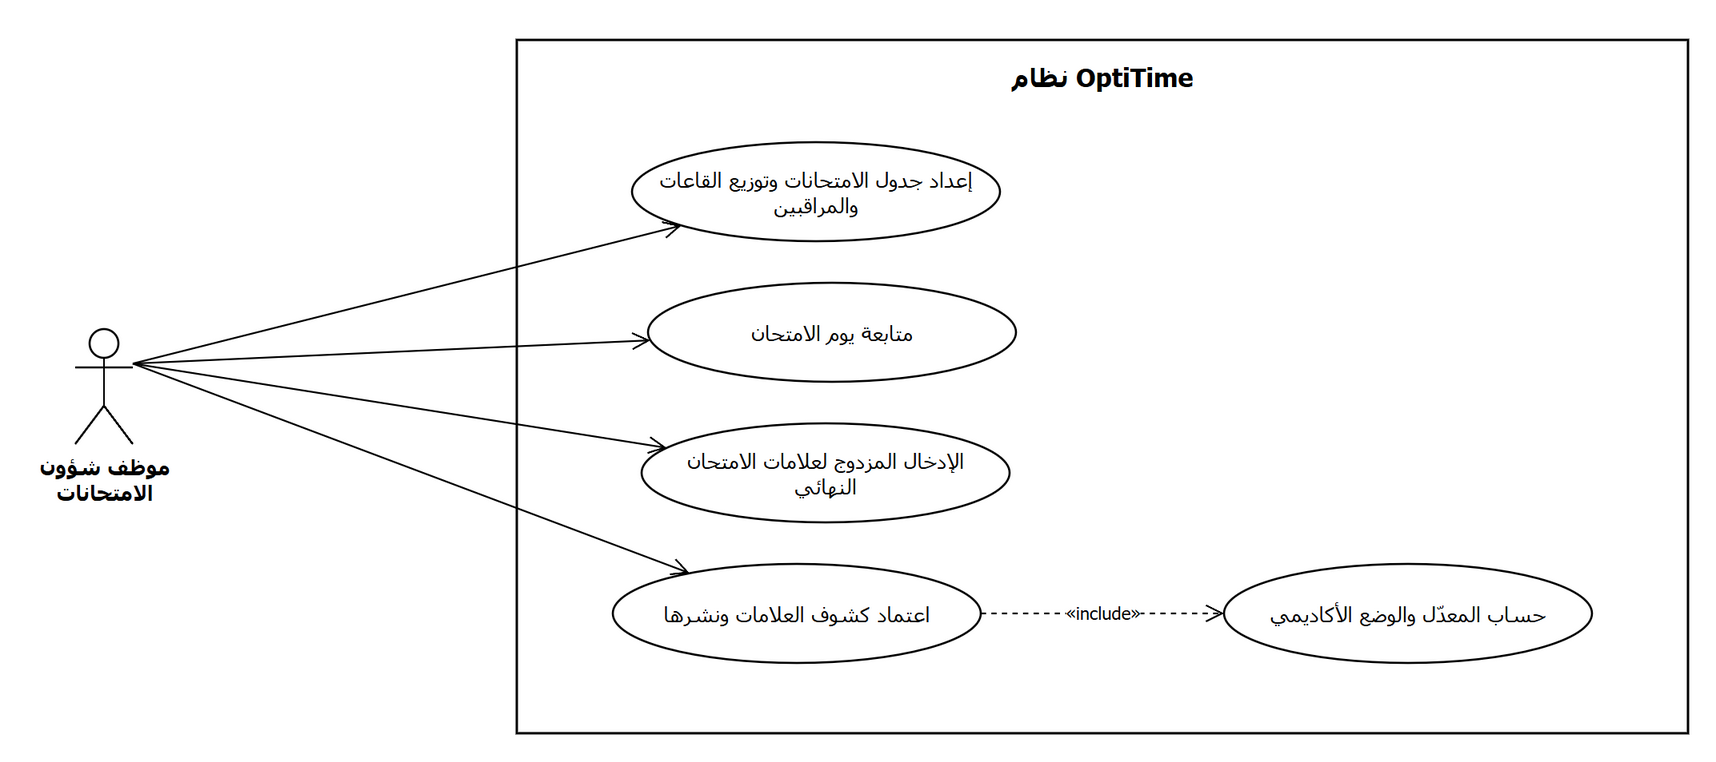 نظام OptiTime
إعداد جدول الامتحانات وتوزيع القاعات
والمراقبين
متابعة يوم الامتحان
الإدخال المزدوج لعلامات الامتحان
النهائي
موظف شؤون
الامتحانات
اعتماد كشوف العلامات ونشرها
«include»
حساب المعدّل والوضع الأكاديمي